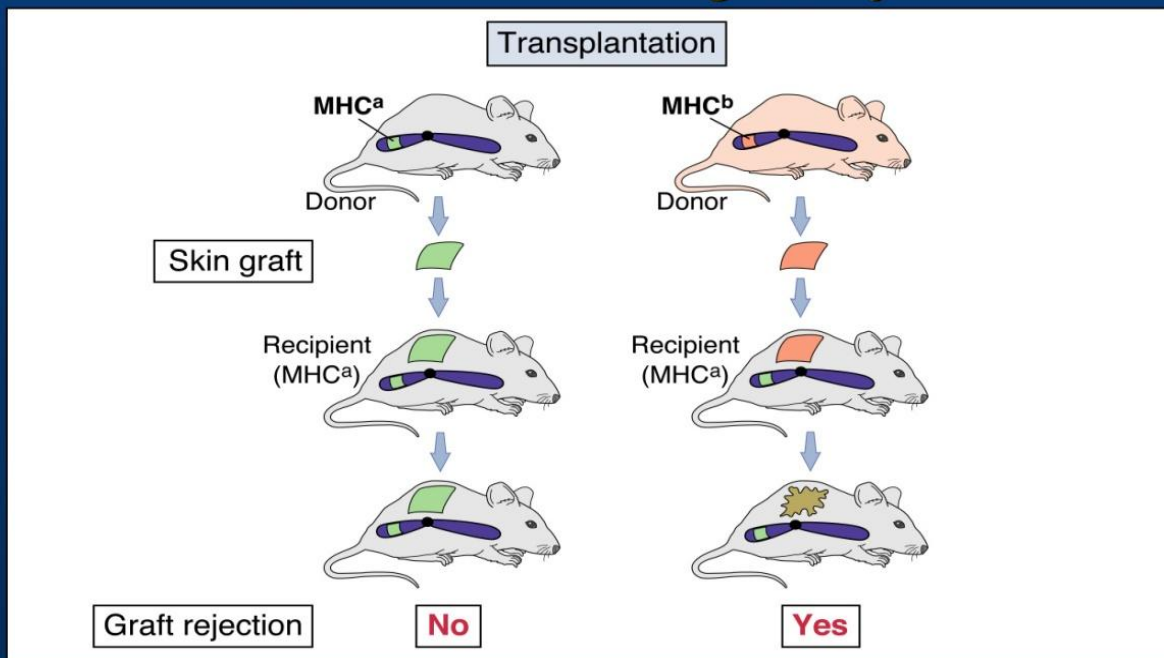 Transplantation
MHCa
MHCb
Donor
Donor
Skin graft
Recipient
(MHCa)
Recipient
(MHCa)
Graft rejection
No
Yes